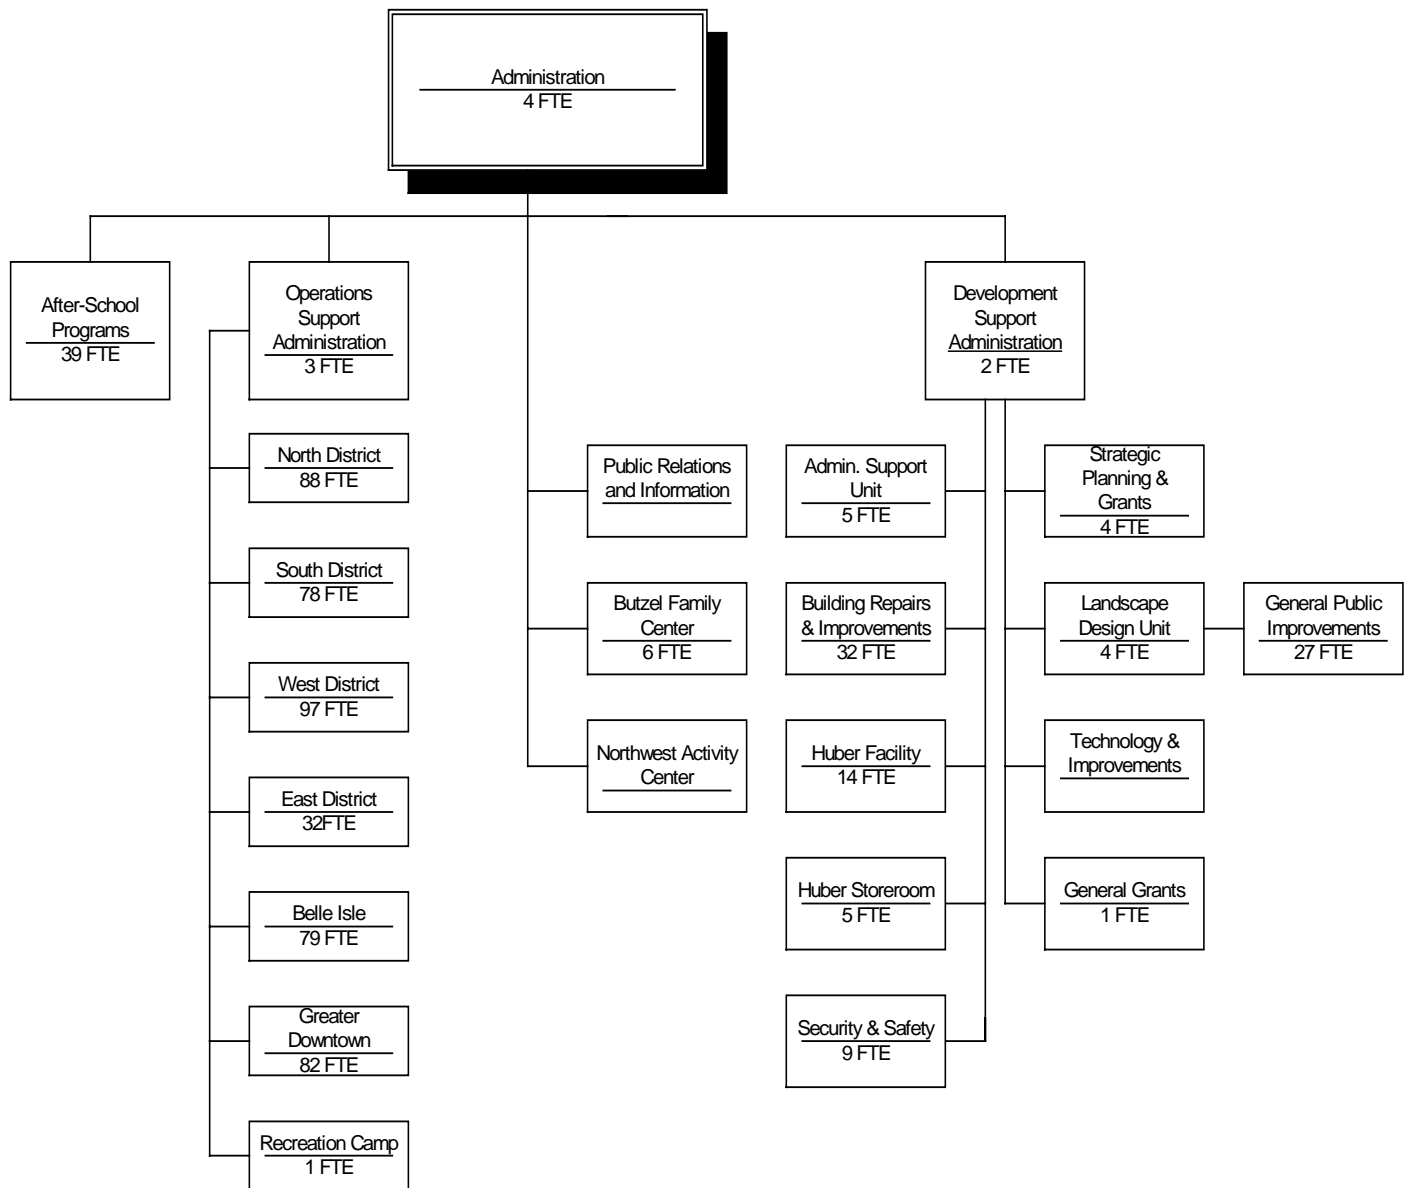 Administration
4 FTE
After-School
Programs
39 FTE
Operations
Support
Administration
3 FTE
Development
Support
Administration
2 FTE
North District
88 FTE
South District
78 FTE
West District
97 FTE
East District
32FTE
Belle Isle
79 FTE
Greater
Downtown
82 FTE
Recreation Camp
1 FTE
Public Relations
and Information
Butzel Family
Center
6 FTE
Northwest Activity
Center
Admin. Support
Unit
5 FTE
Building Repairs
& Improvements
32 FTE
Huber Facility
14 FTE
Huber Storeroom
5 FTE
Security & Safety
9 FTE
Strategic
Planning &
Grants
4 FTE
Landscape
Design Unit
4 FTE
General Public
Improvements
27 FTE
Technology &
Improvements
General Grants
1 FTE